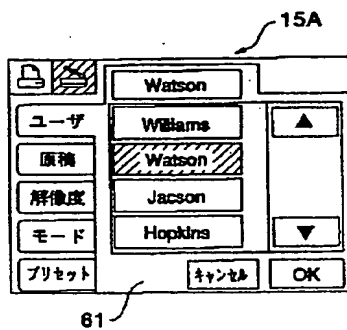 15A
Watson
ユーザ
Williams
▲
原稿
Watson
解像度
Jacson
モード
Hopkins
▼
プリセット
キャンセル
OK
61